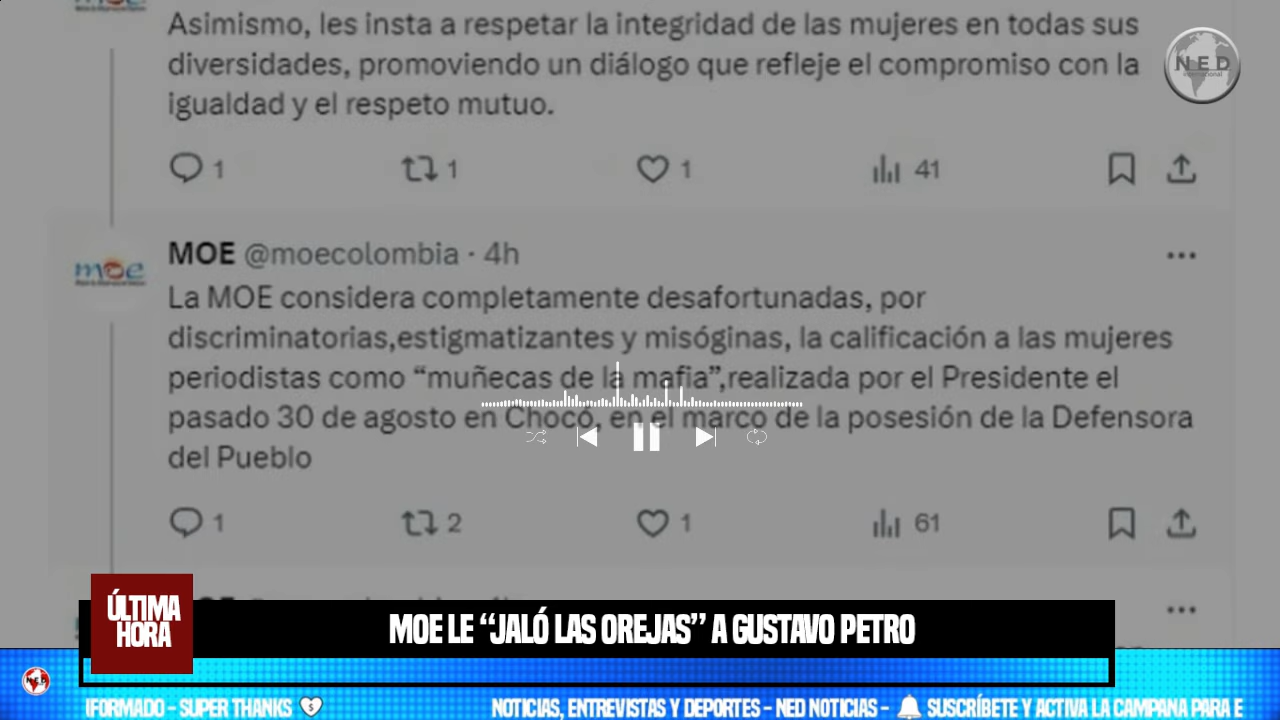 Asimismo, les insta a respetar la integridad de las mujeres en todas sus
diversidades, promoviendo un diálogo que refleje el compromiso con la
igualdad y el respeto mutuo.
NED
International
1 1 1 41
MOE @moecolombia · 4h
moe
La MOE considera completamente desafortunadas, por
discriminatorias,estigmatizantes y misóginas, la calificación a las mujeres
periodistas como “muñecas de la mafia”,realizada por el Presidente el
pasado 30 de agosto en Chocó, en el marco de la posesión de la Defensora
del Pueblo
1 2 1 61
ÚLTIMA
HORA
MOE LE “JALÓ LAS OREJAS” A GUSTAVO PETRO
IFORMADO - SUPER THANKS NOTICIAS, ENTREVISTAS Y DEPORTES - NED NOTICIAS - SUSCRÍBETE Y ACTIVA LA CAMPANA PARA E